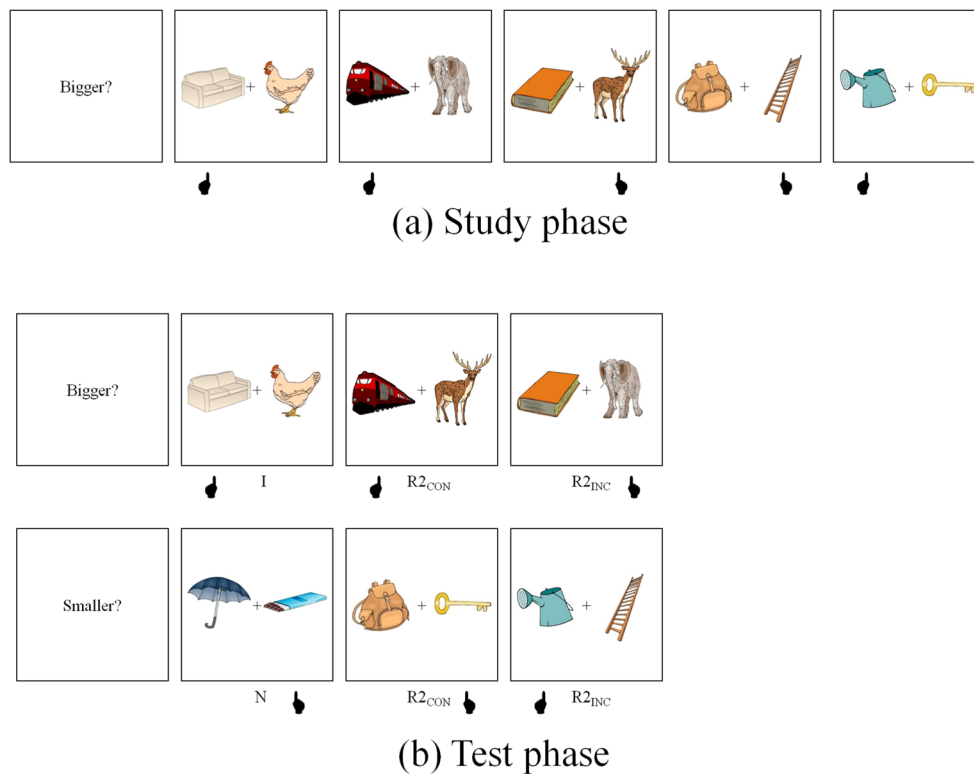 Bigger?
(a) Study phase
Bigger?
I
R2CON
R2INC
Smaller?
N
R2CON
R2INC
(b) Test phase